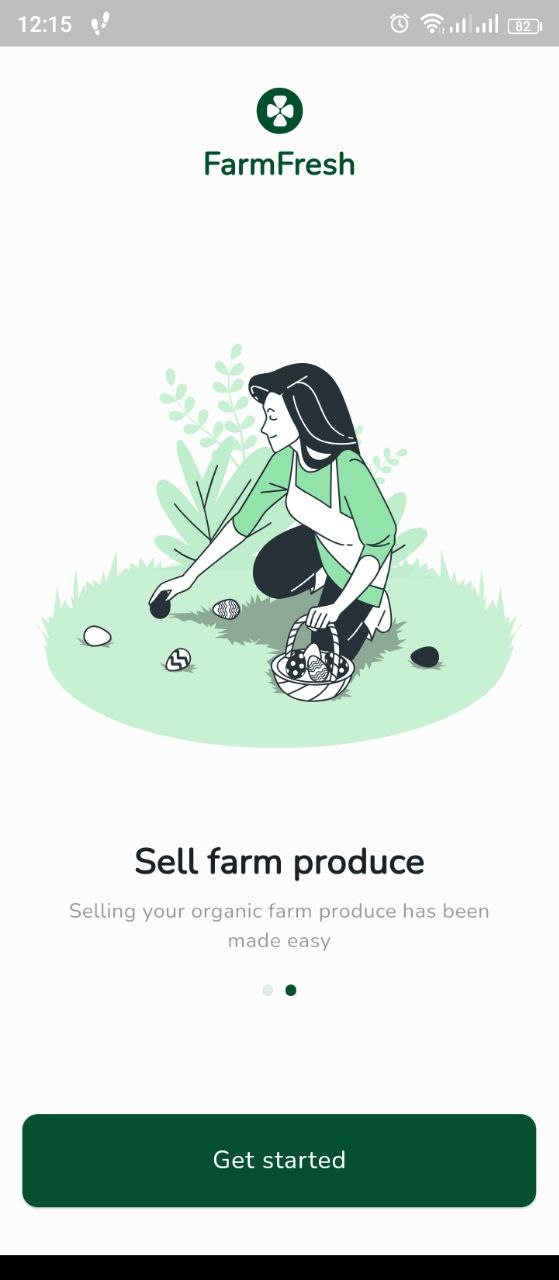 12:15
82
FarmFresh
Sell farm produce
Selling your organic farm produce has been
made easy
Get started